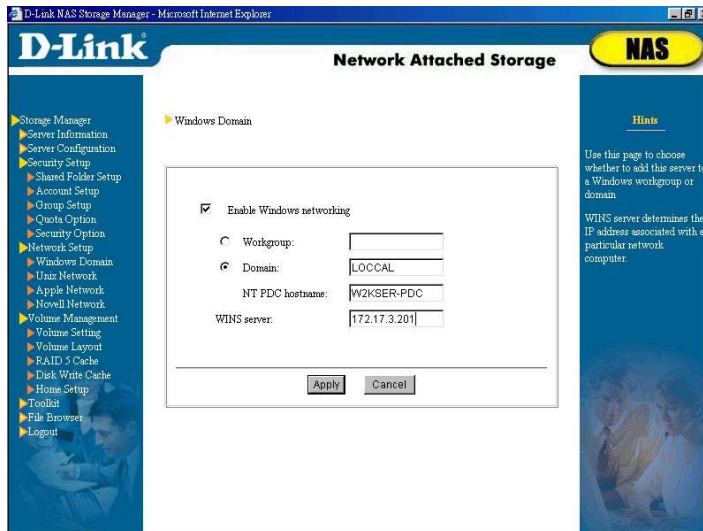 D-Link NAS Storage Manager - Microsoft Internet Explorer
D-Link
Network Attached Storage
NAS
Storage Manager
Server Information
Server Configuration
Security Setup
Shared Folder Setup
Account Setup
Group Setup
Quota Option
Security Option
Network Setup
Windows Domain
Unix Network
Apple Network
Novell Network
Volume Management
Volume Setting
Volume Layout
RAID 5 Cache
Disk Write Cache
Home Setup
Toolkit
File Browser
Logout
Windows Domain
Enable Windows networking
Workgroup:
Domain: LOCCAL
NT PDC hostname: W2KSER-PDC
WINS server: 172.17.3.201
Apply Cancel
Hints
Use this page to choose
whether to add this server to
a Windows workgroup or
domain
WINS server determines the
IP address associated with a
particular network
computer.